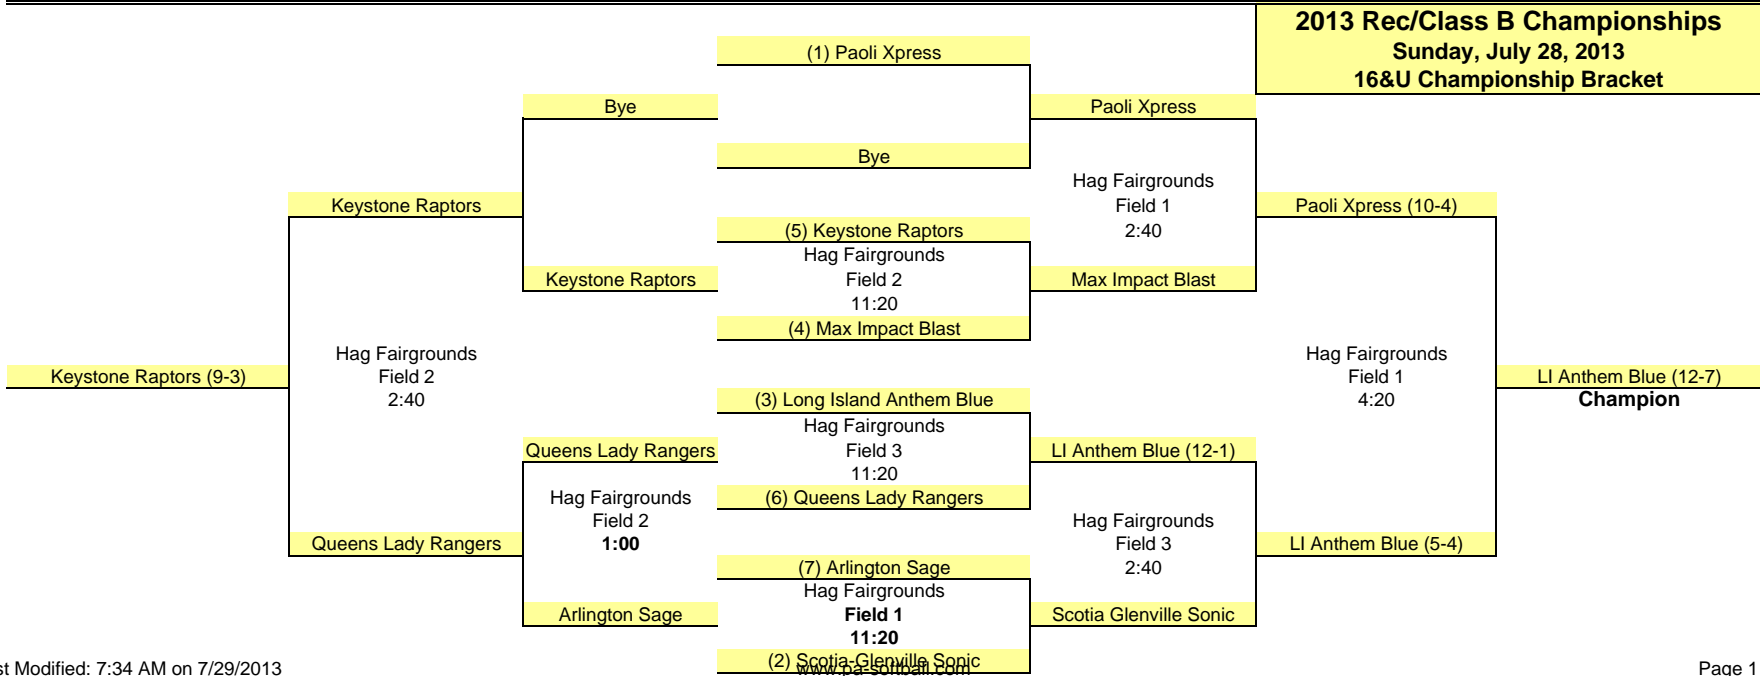 2013 Rec/Class B Championships
Sunday, July 28, 2013
16&U Championship Bracket
(1) Paoli Xpress
Bye
Paoli Xpress
Bye
Hag Fairgrounds
Field 1
2:40
Keystone Raptors
Paoli Xpress (10-4)
(5) Keystone Raptors
Hag Fairgrounds
Field 2
11:20
Keystone Raptors
Max Impact Blast
(4) Max Impact Blast
Hag Fairgrounds
Field 2
2:40
Keystone Raptors (9-3)
Hag Fairgrounds
Field 1
4:20
LI Anthem Blue (12-7)
Champion
(3) Long Island Anthem Blue
Hag Fairgrounds
Field 3
11:20
Queens Lady Rangers
LI Anthem Blue (12-1)
(6) Queens Lady Rangers
Hag Fairgrounds
Field 2
1:00
Hag Fairgrounds
Field 3
2:40
Queens Lady Rangers
LI Anthem Blue (5-4)
(7) Arlington Sage
Hag Fairgrounds
Field 1
11:20
Arlington Sage
Scotia Glenville Sonic
(2) Scotia-Glenville Sonic
st Modified: 7:34 AM on 7/29/2013
www.pa-softball.com
Page 1